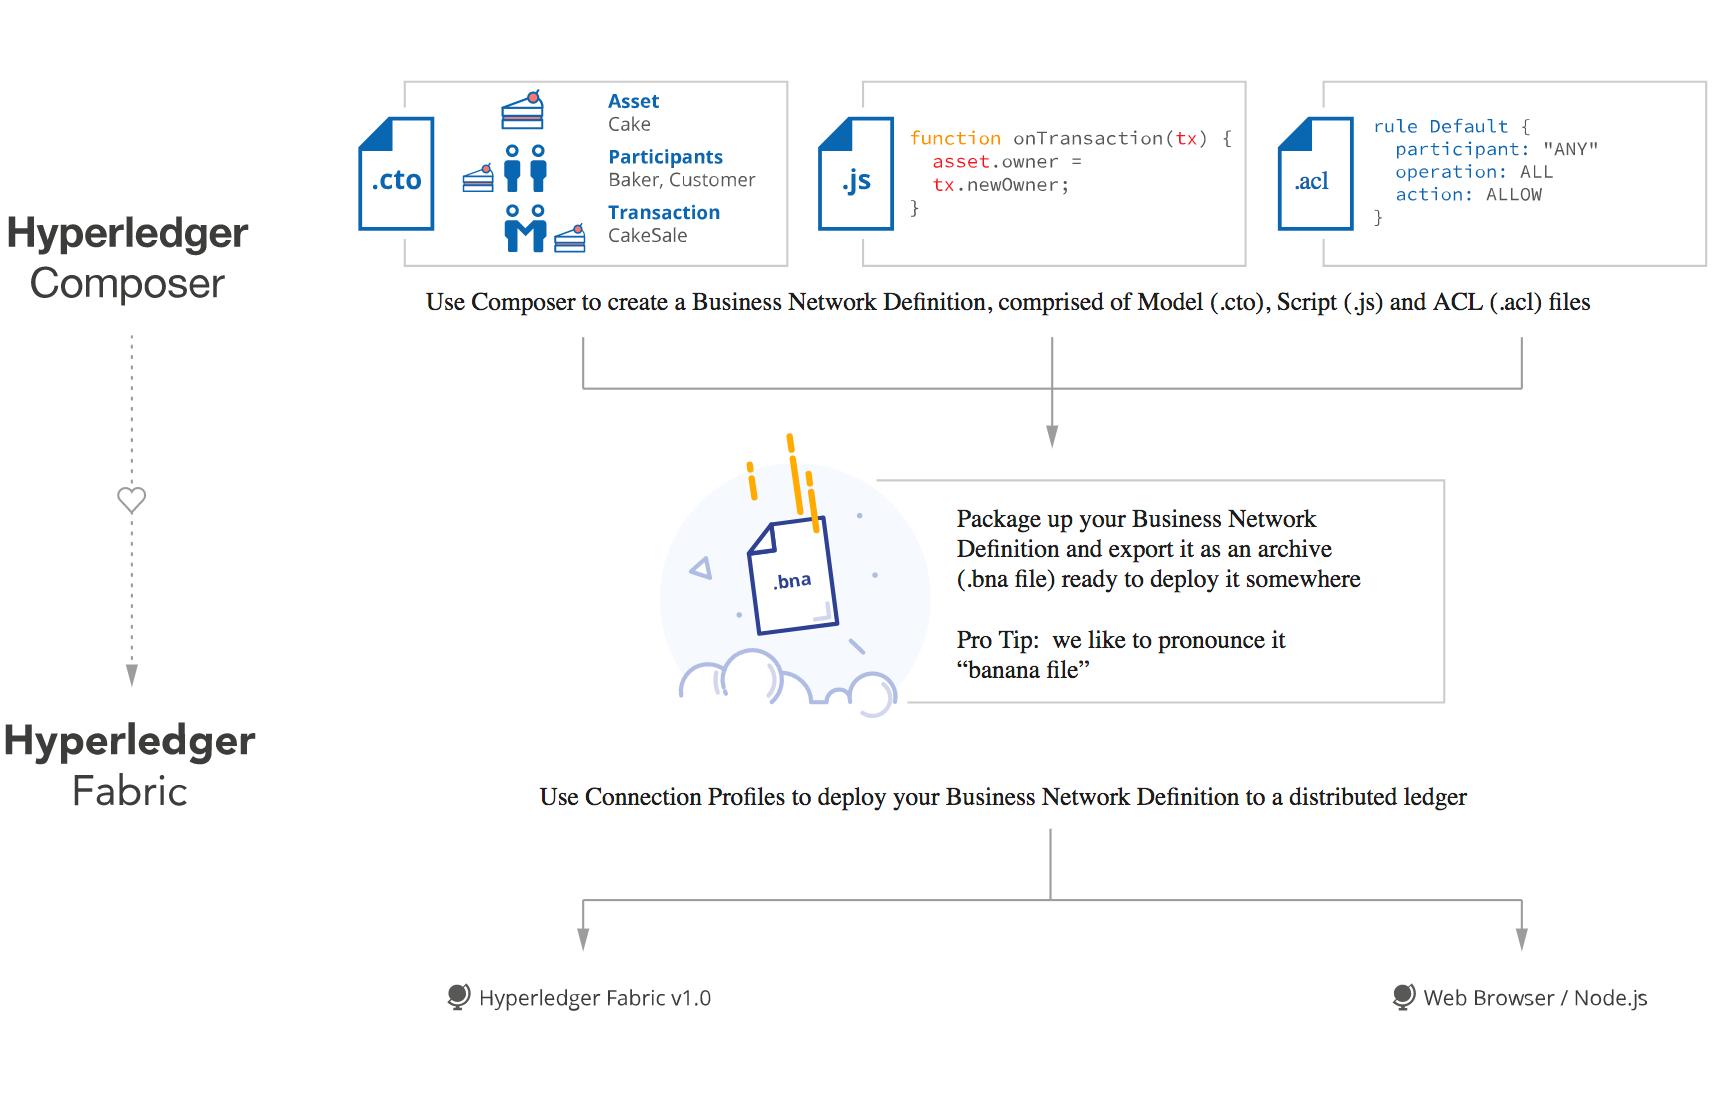 Hyperledger
Composer
.cto
Asset
Cake
Participants
Baker, Customer
Transaction
CakeSale
.js
function onTransaction(tx) {
asset.owner =
tx.newOwner;
}
.acl
rule Default {
participant: "ANY"
operation: ALL
action: ALLOW
}
Use Composer to create a Business Network Definition, comprised of Model (.cto), Script (.js) and ACL (.acl) files
.bna
Package up your Business Network
Definition and export it as an archive
(.bna file) ready to deploy it somewhere
Pro Tip:  we like to pronounce it
“banana file”
Hyperledger
Fabric
Use Connection Profiles to deploy your Business Network Definition to a distributed ledger
Hyperledger Fabric v1.0
Web Browser / Node.js